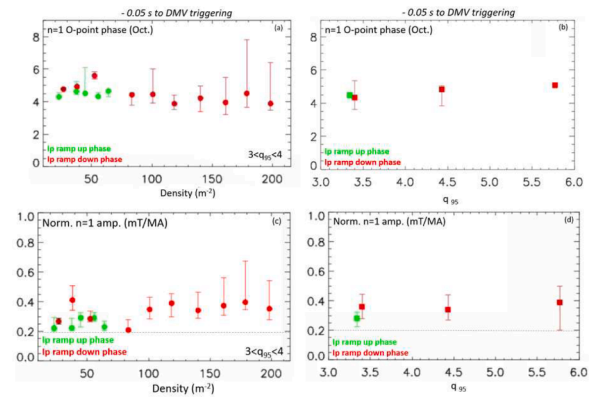 - 0.05 s to DMV triggering
n=1 O-point phase (Oct.)
(a)
8
6
4
2
0
Ip ramp up phase
Ip ramp down phase
3<q95<4
0
50
100
150
200
Density (m-2)
- 0.05 s to DMV triggering
n=1 O-point phase (Oct.)
(b)
8
6
4
2
0
Ip ramp up phase
Ip ramp down phase
3.0
3.5
4.0
4.5
5.0
5.5
6.0
q 95
Norm. n=1 amp. (mT/MA)
(c)
1.0
0.8
0.6
0.4
0.2
0.0
Ip ramp up phase
Ip ramp down phase
3<q95<4
0
50
100
150
200
Density (m-2)
Norm. n=1 amp. (mT/MA)
(d)
1.0
0.8
0.6
0.4
0.2
0.0
Ip ramp up phase
Ip ramp down phase
3.0
3.5
4.0
4.5
5.0
5.5
6.0
q 95